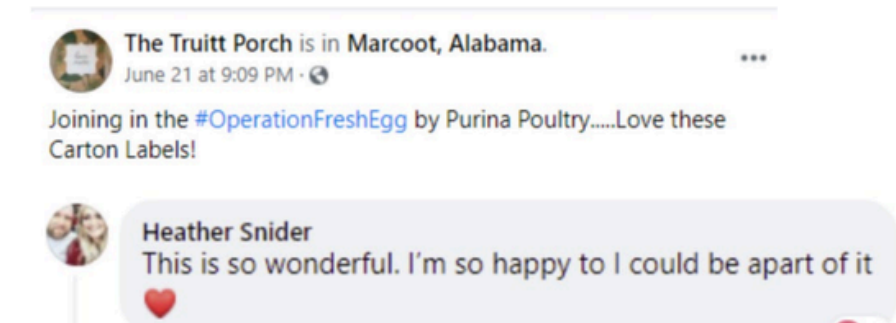 The Truitt Porch is in Marcoot, Alabama.
June 21 at 9:09 PM ·
Joining in the #OperationFreshEgg by Purina Poultry.....Love these
Carton Labels!
Heather Snider
This is so wonderful. I'm so happy to I could be apart of it